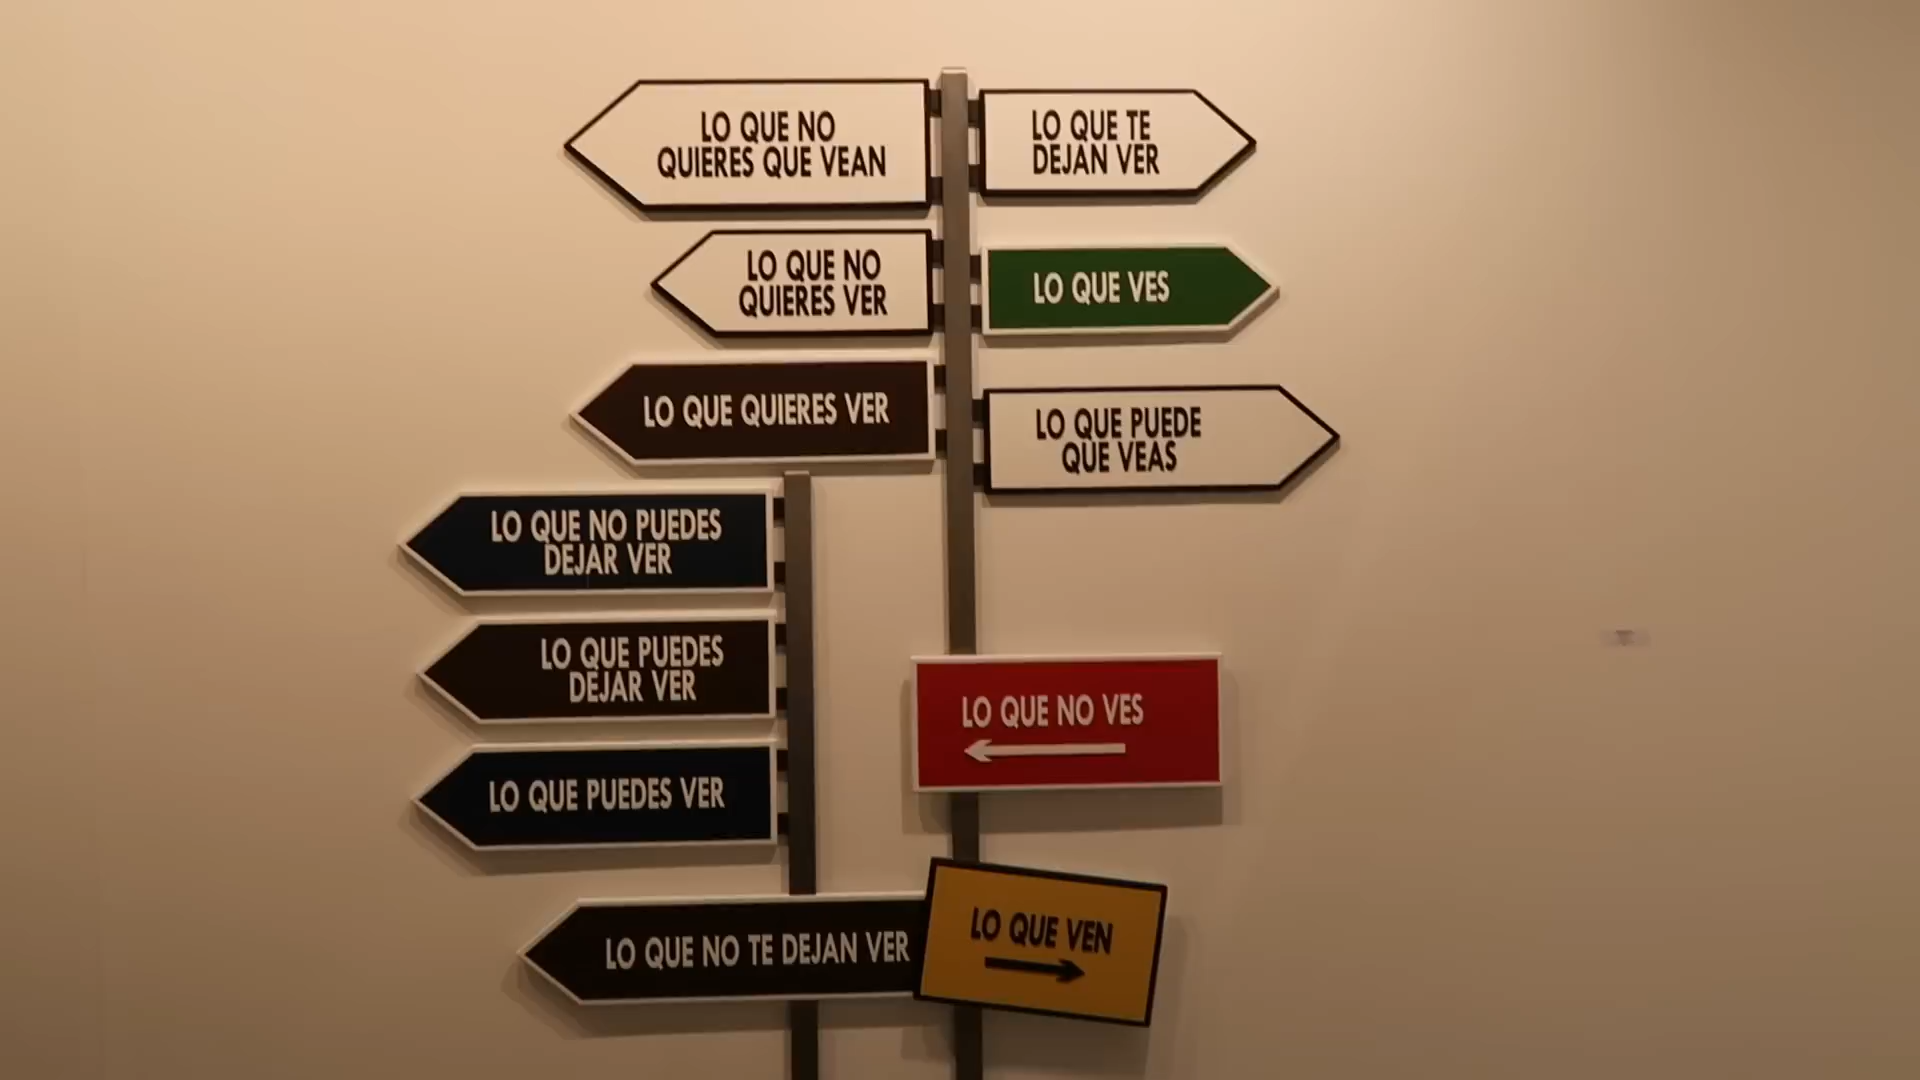 LO QUE NO
QUIERES QUE VEAN
LO QUE TE
DEJAN VER
LO QUE NO
QUIERES VER
LO QUE VES
LO QUE QUIERES VER
LO QUE PUEDE
QUE VEAS
LO QUE NO PUEDES
DEJAR VER
LO QUE PUEDES
DEJAR VER
LO QUE NO VES
LO QUE PUEDES VER
LO QUE NO TE DEJAN VER
LO QUE VEN